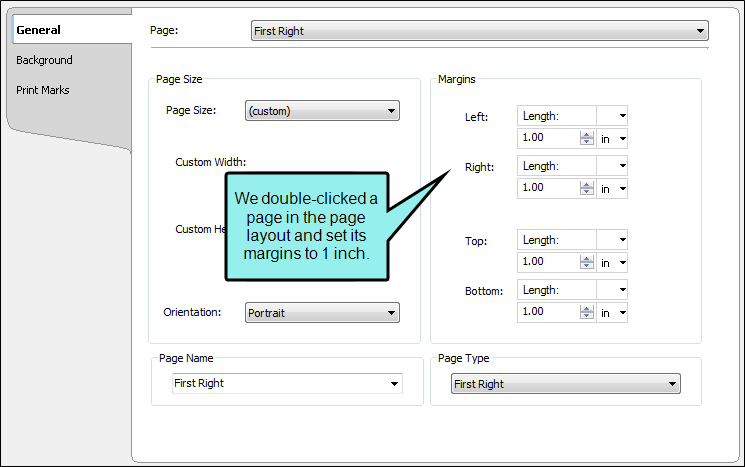 General
Background
Print Marks
Page:
First Right
Page Size
Page Size:
(custom)
Custom Width:
Custom He
Orientation:
Portrait
Margins
Left:
Length:
1.00
in
Right:
Length:
1.00
in
Top:
Length:
1.00
in
Bottom:
Length:
1.00
in
We double-clicked a
page in the page
layout and set its
margins to 1 inch.
Page Name
First Right
Page Type
First Right